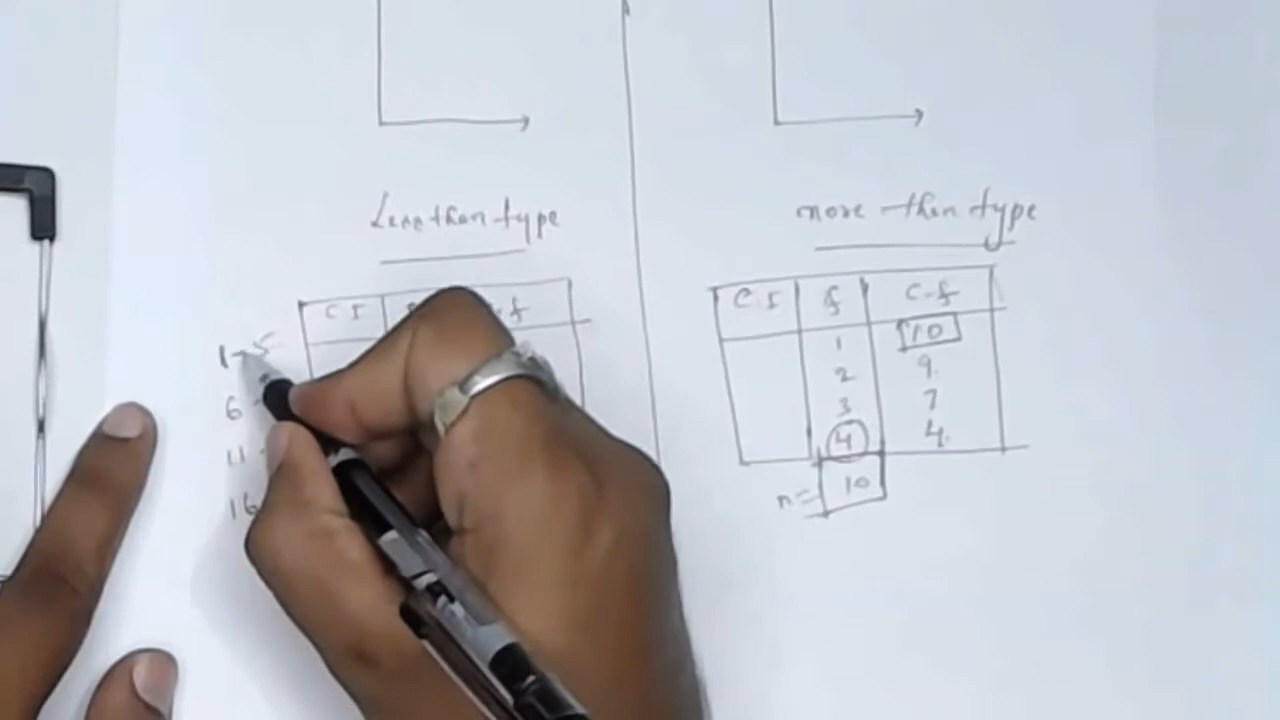 Less than type
more than type
C.I
C.I f C.f
1-5
1 10
6 -
2 9
11
3 7
16
4 4
n= 10